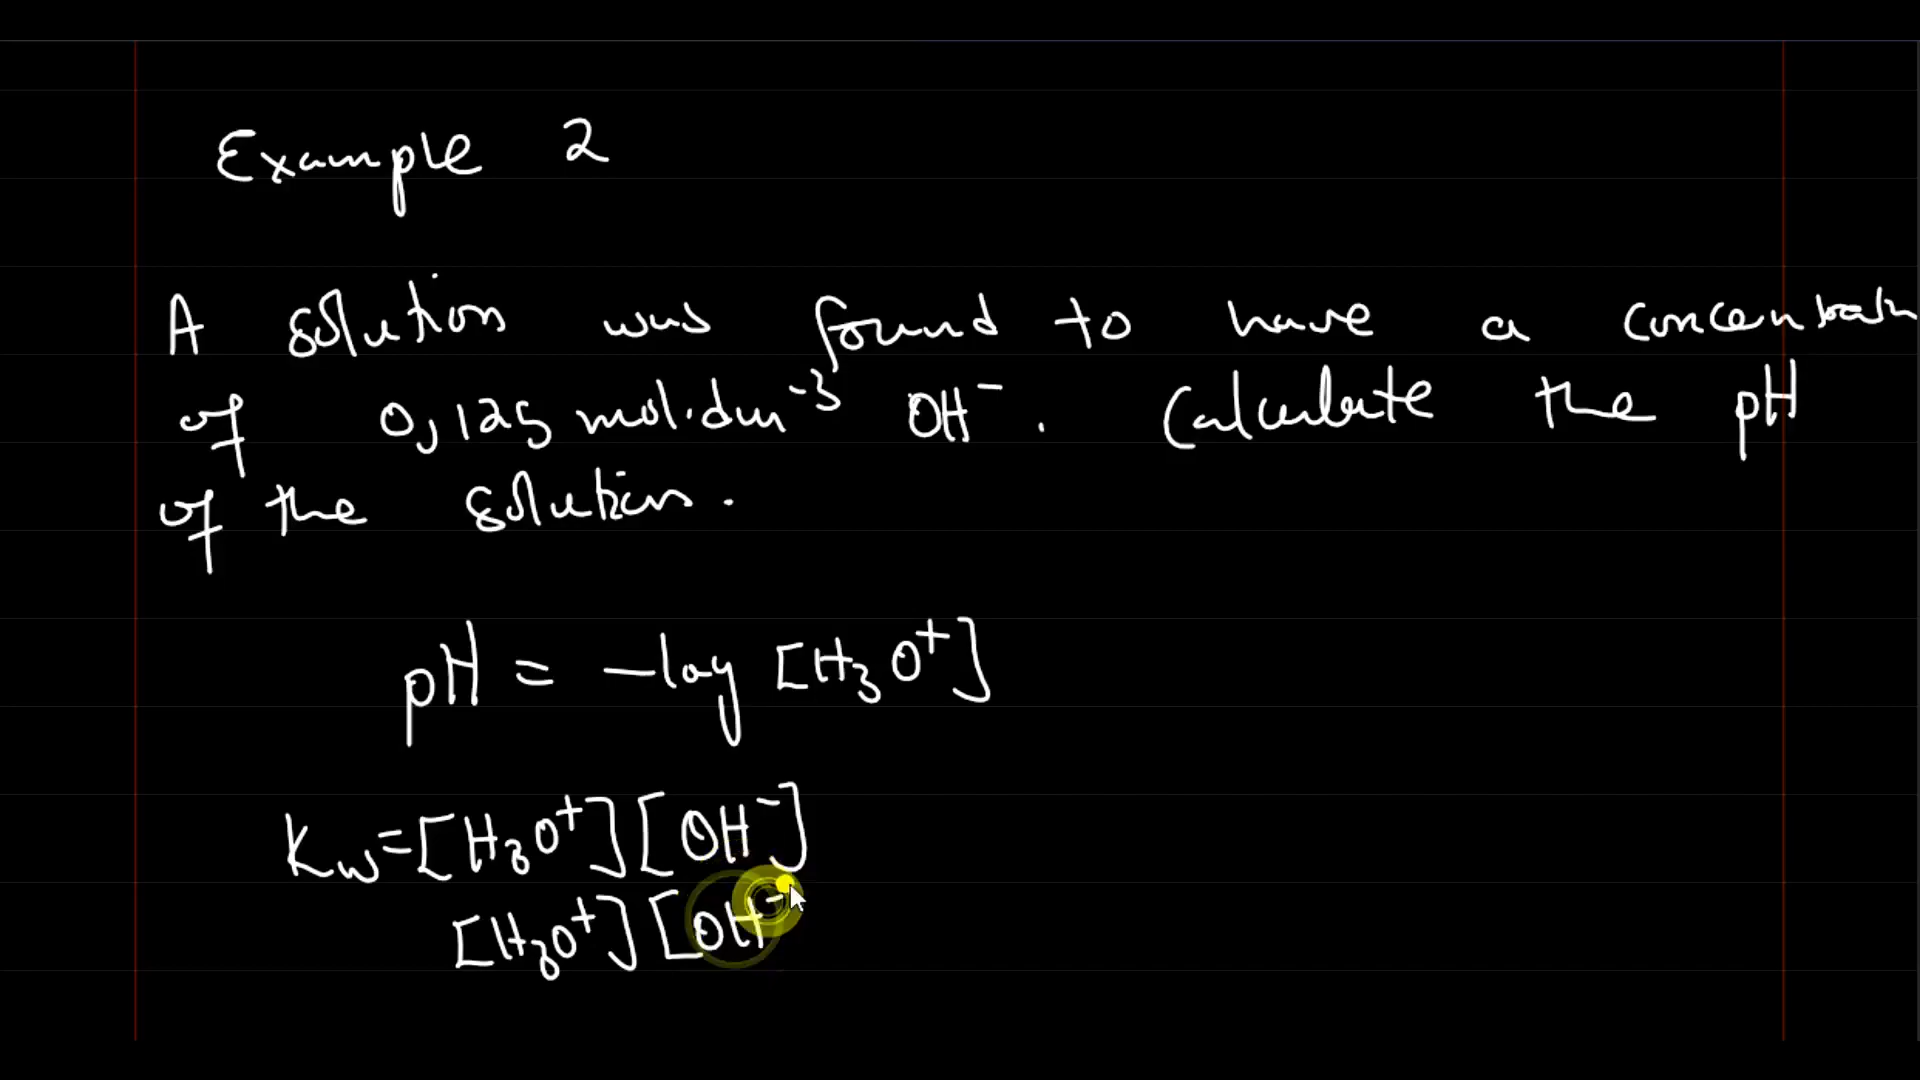 Example 2
A solution was found to have a
of 0,125 mol.dm⁻³ OH⁻. Calculate the pH
of the solution.
pH = -log [H₃O⁺]
Kw=[H₃O⁺][OH⁻]
[H₃O⁺][OH⁻